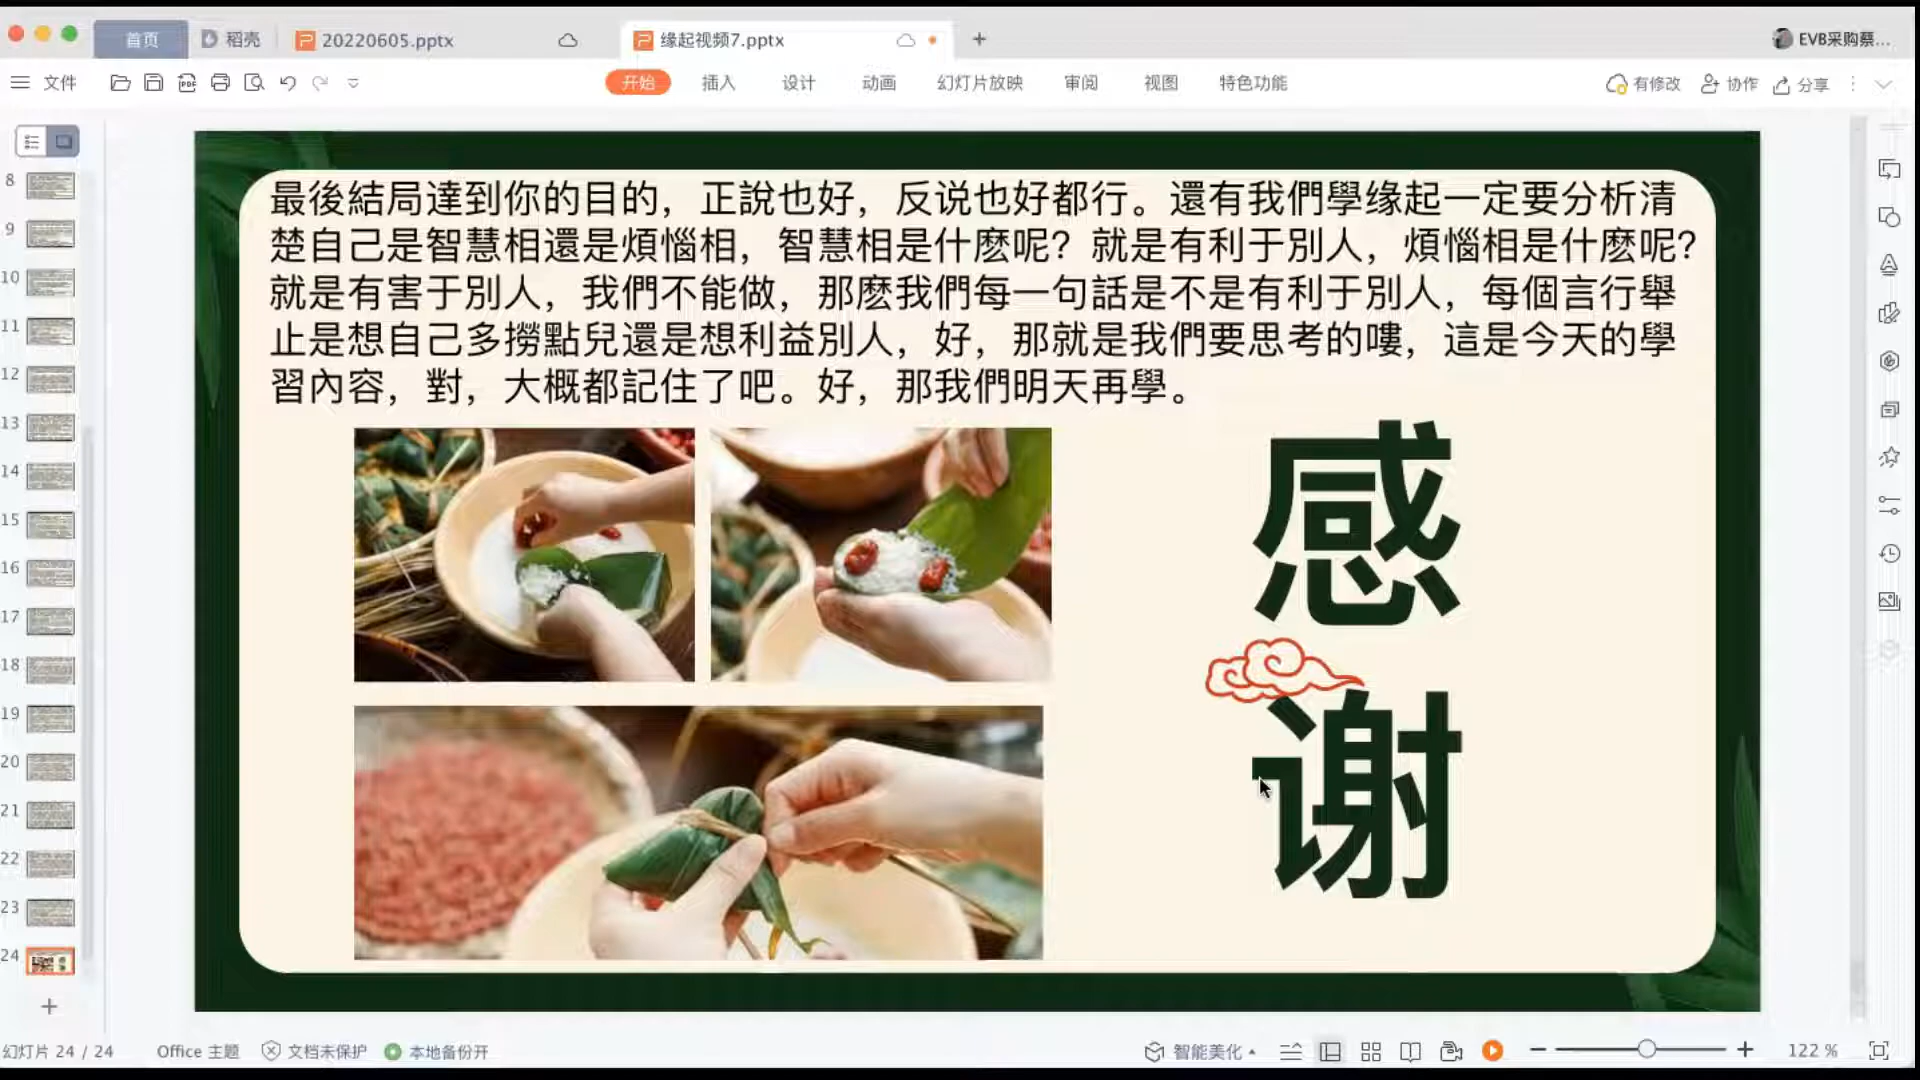 首页
稻壳
20220605.pptx
缘起视频7.pptx
EVB采购蔡...
文件
开始
插入
设计
动画
幻灯片放映
审阅
视图
特色功能
有修改
协作
分享
最後結局達到你的目的，正說也好，反说也好都行。還有我們學缘起一定要分析清
楚自己是智慧相還是煩惱相，智慧相是什麽呢？就是有利于別人，煩惱相是什麽呢？
就是有害于別人，我們不能做，那麽我們每一句話是不是有利于別人，每個言行舉
止是想自己多撈點兒還是想利益別人，好，那就是我們要思考的嘍，這是今天的學
習內容，對，大概都記住了吧。好，那我們明天再學。
感
谢
8
9
10
11
12
13
14
15
16
17
18
19
20
21
22
23
24
幻灯片 24 / 24
Office 主题
文档未保护
本地备份开
智能美化
122 %